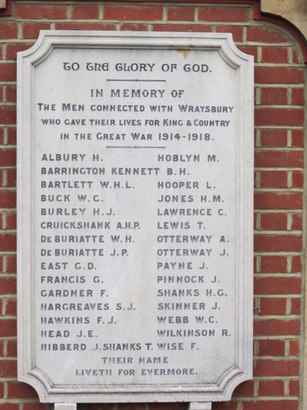 TO THE GLORY OF GOD.
IN MEMORY OF
THE MEN CONNECTED WITH WRAYSBURY
WHO GAVE THEIR LIVES FOR KING & COUNTRY
IN THE GREAT WAR 1914-1918.
ALBURY H. HOBLYN M.
BARRINGTON KENNETT B.H.
BARTLETT W.H.L. HOOPER L.
BUCK W.C. JONES H.M.
BURLEY H.J. LAWRENCE C.
CRUICKSHANK A.H.P. LEWIS T.
DE BURIATTE W.H. OTTERWAY A.
DE BURIATTE J.P. OTTERWAY J.
EAST G.D. PAYNE J.
FRANCIS G. PINNOCK J.
GARDNER F. SHANKS H.G.
HARGREAVES S.J. SKINNER J.
HAWKINS F.J. WEBB W.C.
HEAD J.E. WILKINSON R.
HIBBERD J. SHANKS T. WISE F.
THEIR NAME
LIVETH FOR EVERMORE.